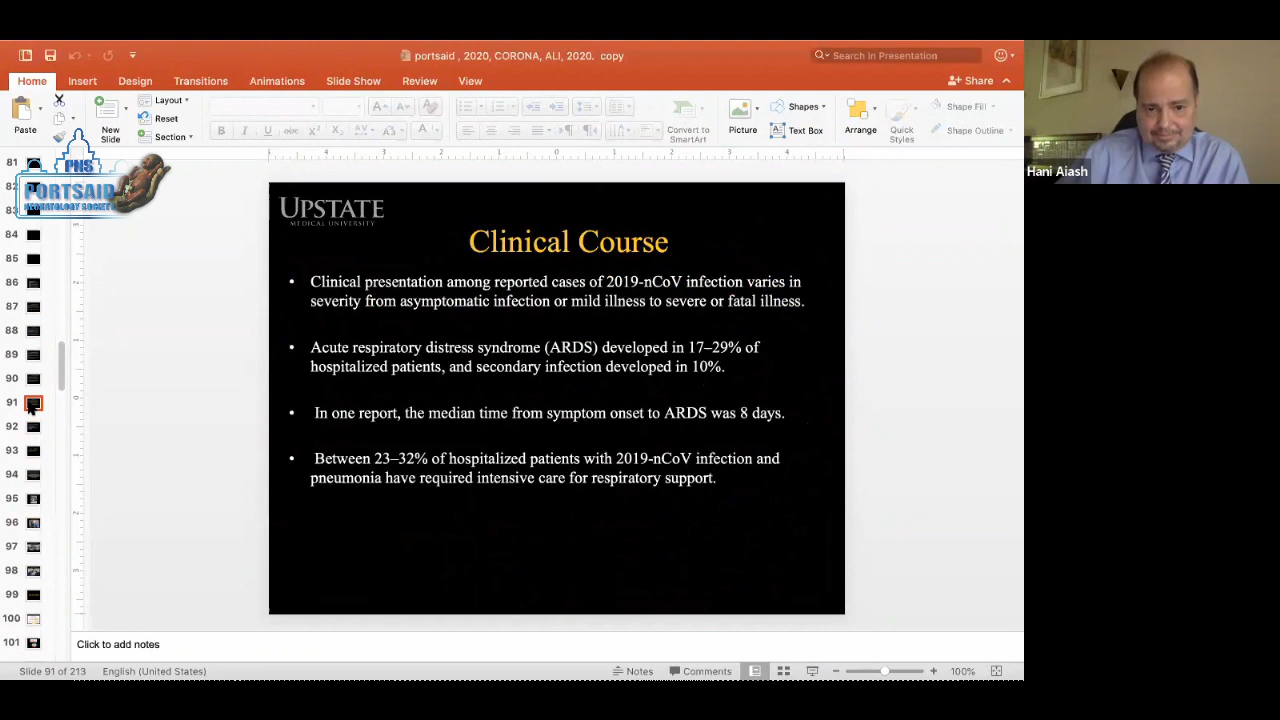 portsaid , 2020, CORONA, ALI, 2020. copy
Search In Presentation
Home Insert Design Transitions Animations Slide Show Review View
Share
Paste
New Slide
Layout
Reset
Section
Convert to SmartArt
Picture
Shapes
Text Box
Arrange
Quick Styles
Shape Fill
Shape Outline
PNS
PORTSAID
NEONATOLOGY SOCIETY
Hani Aiash
81
82
83
84
85
86
87
88
89
90
91
92
93
94
95
96
97
98
99
100
101
UPSTATE
MEDICAL UNIVERSITY
Clinical Course
• Clinical presentation among reported cases of 2019-nCoV infection varies in
severity from asymptomatic infection or mild illness to severe or fatal illness.
• Acute respiratory distress syndrome (ARDS) developed in 17–29% of
hospitalized patients, and secondary infection developed in 10%.
• In one report, the median time from symptom onset to ARDS was 8 days.
• Between 23–32% of hospitalized patients with 2019-nCoV infection and
pneumonia have required intensive care for respiratory support.
Click to add notes
Slide 91 of 213 English (United States) Notes Comments 100%